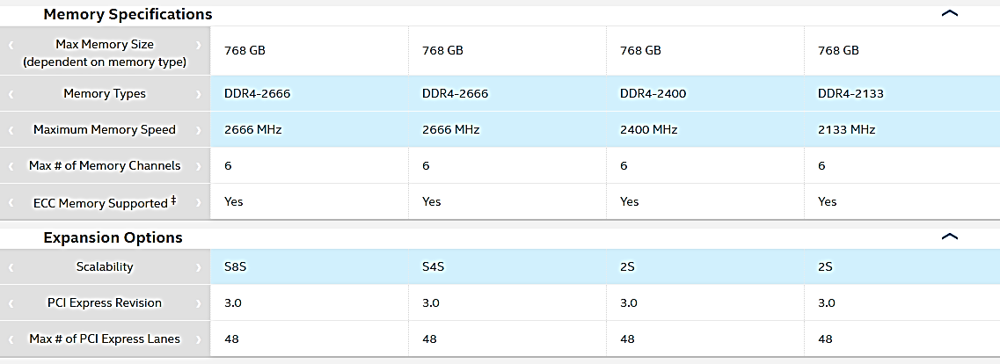 Memory Specifications
Max Memory Size
(dependent on memory type) 768 GB 768 GB 768 GB 768 GB
Memory Types DDR4-2666 DDR4-2666 DDR4-2400 DDR4-2133
Maximum Memory Speed 2666 MHz 2666 MHz 2400 MHz 2133 MHz
Max # of Memory Channels 6 6 6 6
ECC Memory Supported ‡ Yes Yes Yes Yes
Expansion Options
Scalability S8S S4S 2S 2S
PCI Express Revision 3.0 3.0 3.0 3.0
Max # of PCI Express Lanes 48 48 48 48